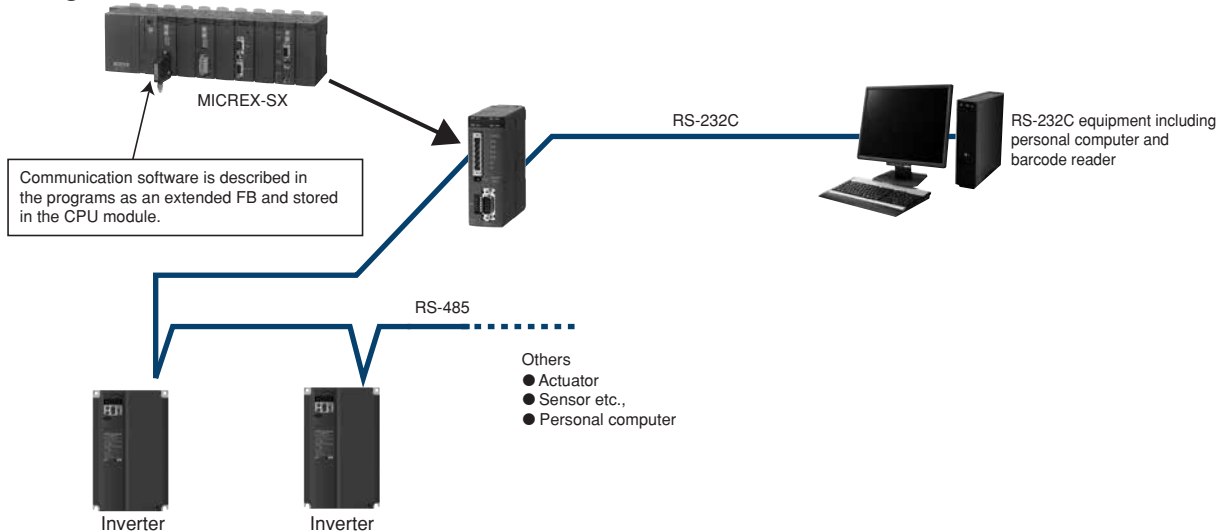 MICREX-SX
Communication software is described in
the programs as an extended FB and stored
in the CPU module.
RS-232C
RS-232C equipment including
personal computer and
barcode reader
RS-485
Others
● Actuator
● Sensor etc.,
● Personal computer
Inverter
Inverter